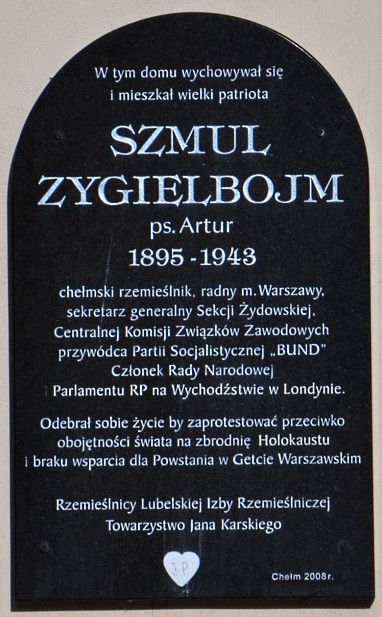 W tym domu wychowywał się
i mieszkał wielki patriota
SZMUL
ZYGIELBOJM
ps. Artur
1895 - 1943
chełmski rzemieślnik, radny m. Warszawy,
sekretarz generalny Sekcji Żydowskiej,
Centralnej Komisji Związków Zawodowych
przywódca Partii Socjalistycznej „BUND”
Członek Rady Narodowej
Parlamentu RP na Wychodźstwie w Londynie.
Odebrał sobie życie by zaprotestować przeciwko
obojętności świata na zbrodnię Holokaustu
i braku wsparcia dla Powstania w Getcie Warszawskim
Rzemieślnicy Lubelskiej Izby Rzemieślniczej
Towarzystwo Jana Karskiego
JP
Chełm 2008 r.